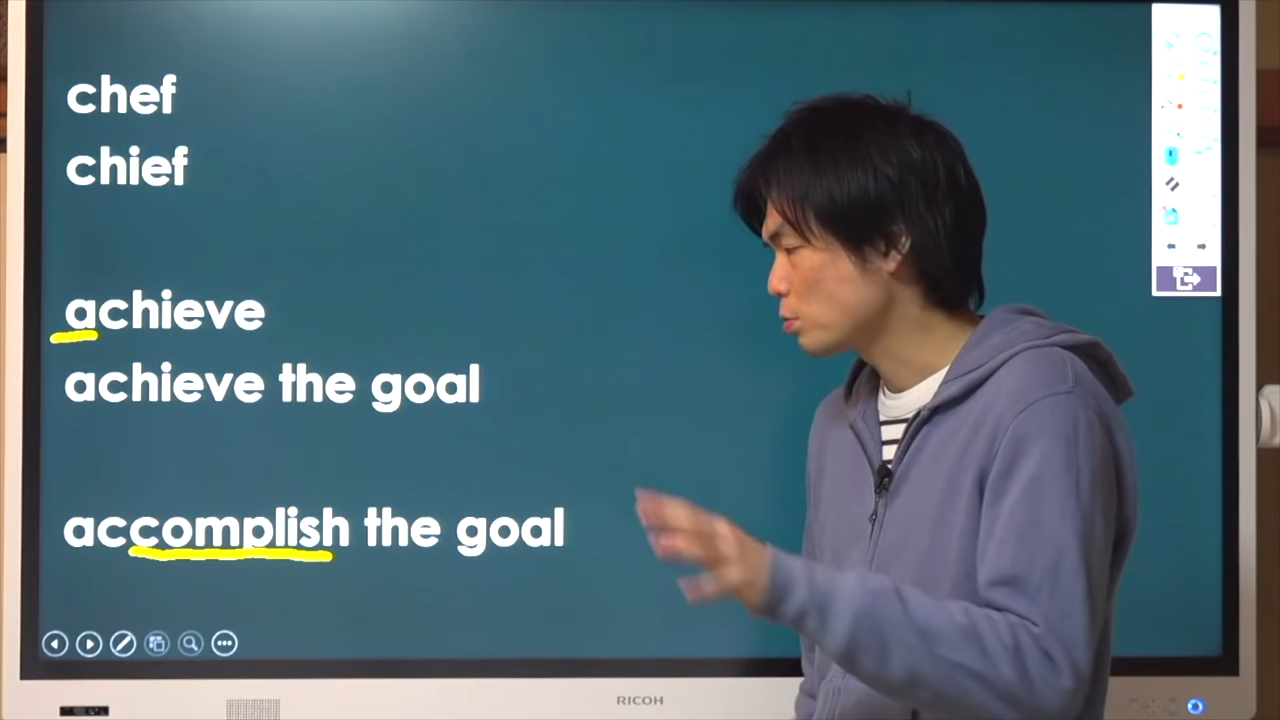 chef
chief
achieve
achieve the goal
accomplish the goal
RICOH